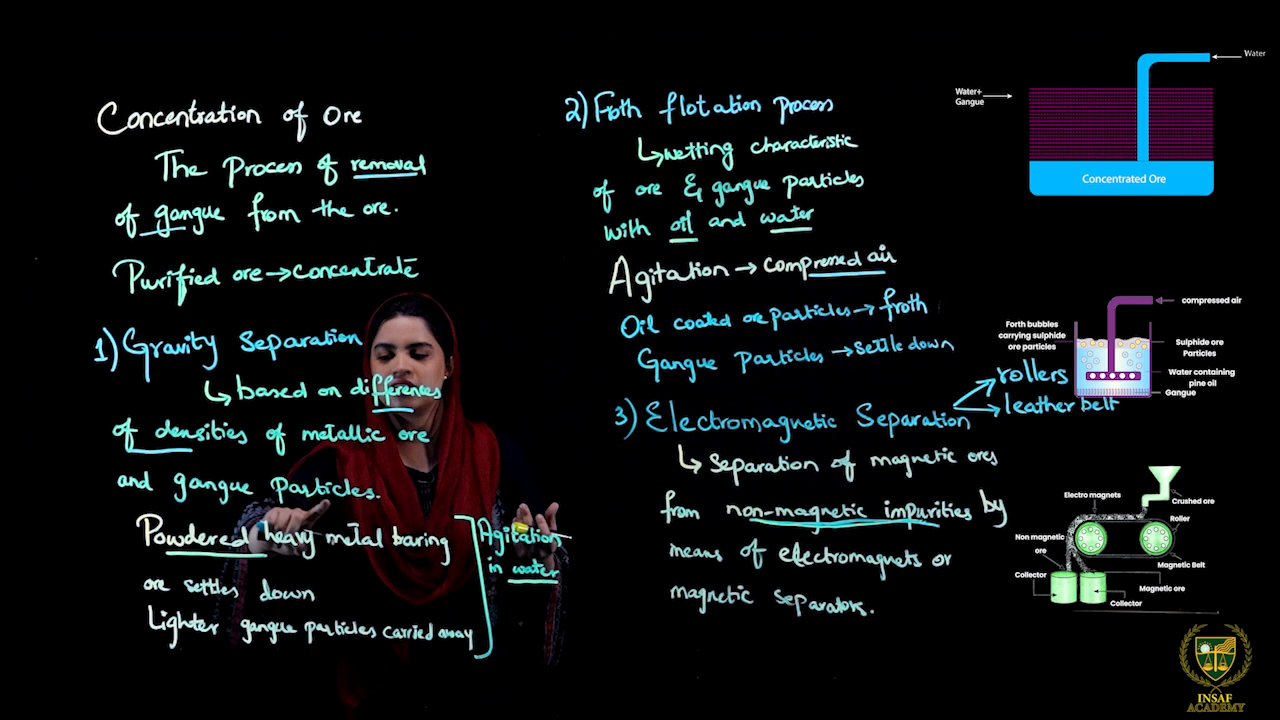 Concentration of Ore
The Process of removal
of gangue from the ore.
Purified ore → Concentrate
1) Gravity Separation
↳ based on differences
of densities of metallic ore
and gangue particles.
Powdered heavy metal baring
ore settles down
Lighter gangue particles carried away
Agitation
in water
2) Froth flotation process
↳ wetting characteristic
of ore & gangue particles
with oil and water
Agitation → compressed air
Oil coated ore particles → froth
Gangue Particles → settle down
3) Electromagnetic Separation
rollers
leather belt
↳ Separation of magnetic ores
from non-magnetic impurities by
means of electromagnets or
magnetic separators.
Water
Water+
Gangue
Concentrated Ore
compressed air
Forth bubbles
carrying sulphide
ore particles
Sulphide ore
Particles
Water containing
pine oil
Gangue
Electro magnets
Crushed ore
Roller
Non magnetic
ore
Magnetic Belt
Collector
Magnetic ore
Collector
INSAF
ACADEMY